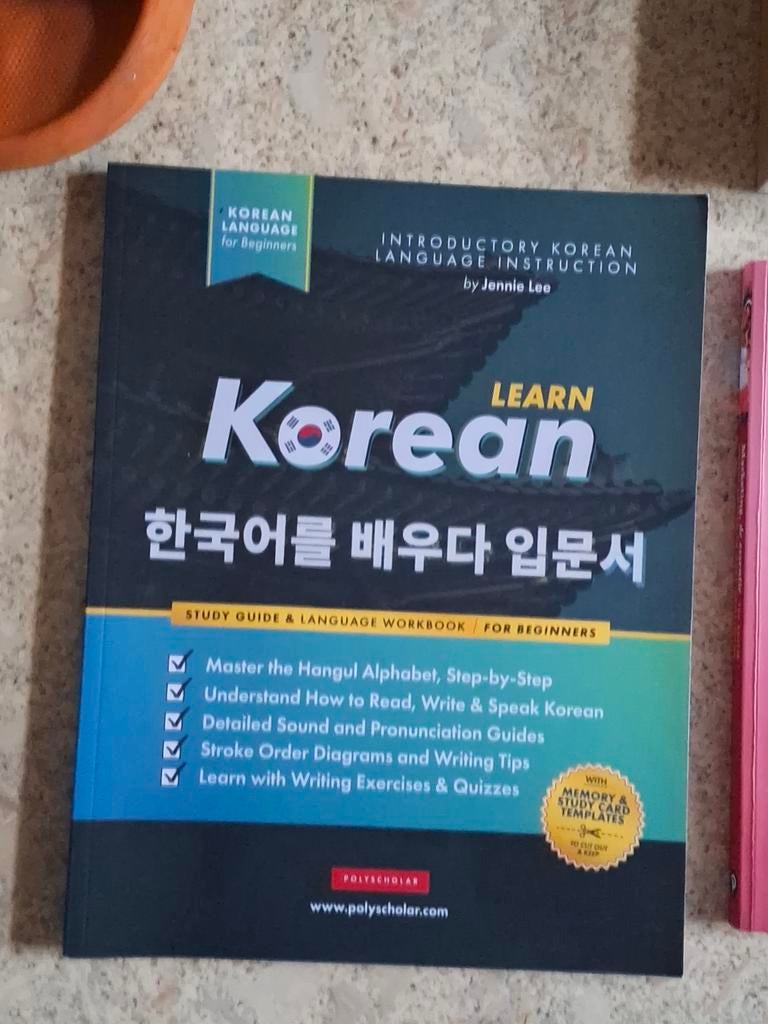 KOREAN
LANGUAGE
for Beginners
INTRODUCTORY KOREAN
LANGUAGE INSTRUCTION
by Jennie Lee
LEARN
Korean
한국어를 배우다 입문서
STUDY GUIDE & LANGUAGE WORKBOOK / FOR BEGINNERS
Master the Hangul Alphabet, Step-by-Step
Understand How to Read, Write & Speak Korean
Detailed Sound and Pronunciation Guides
Stroke Order Diagrams and Writing Tips
Learn with Writing Exercises & Quizzes
WITH
MEMORY &
STUDY CARD
TEMPLATES
TO CUT OUT
& KEEP
POLYSCHOLAR
www.polyscholar.com